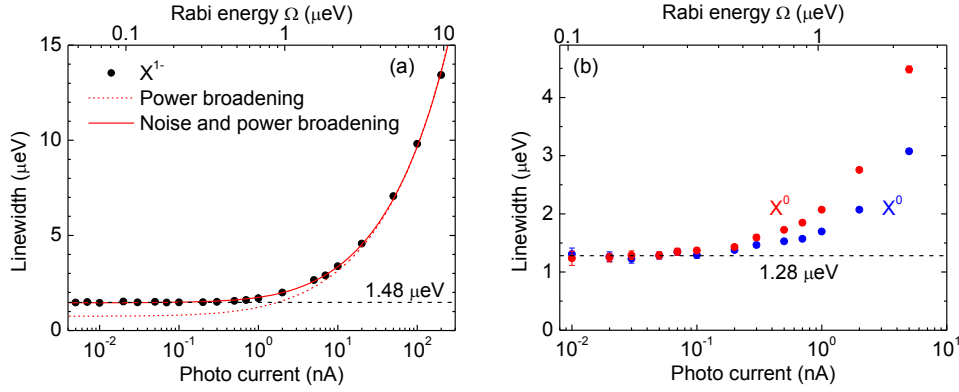 Rabi energy Ω (μeV)
0.1 1 10
15
10
5
0
Linewidth (μeV)
(a)
X¹⁻
Power broadening
Noise and power broadening
1.48 μeV
10⁻² 10⁻¹ 10⁰ 10¹ 10²
Photo current (nA)
Rabi energy Ω (μeV)
0.1 1
4
3
2
1
0
Linewidth (μeV)
(b)
X⁰ X⁰
1.28 μeV
10⁻² 10⁻¹ 10⁰ 10¹
Photo current (nA)